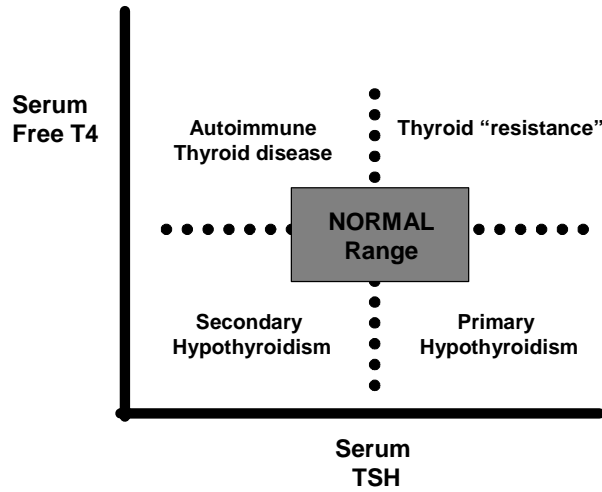 Serum
Free T4
Autoimmune
Thyroid disease
Thyroid “resistance”
NORMAL
Range
Secondary
Hypothyroidism
Primary
Hypothyroidism
Serum
TSH